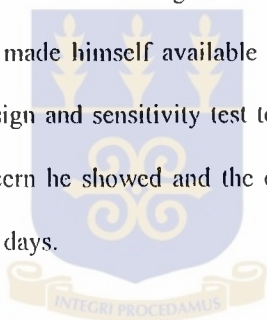 made himself available
sign and sensitivity test to
cern he showed and the
days.
INTEGRI PROCEDAMUS